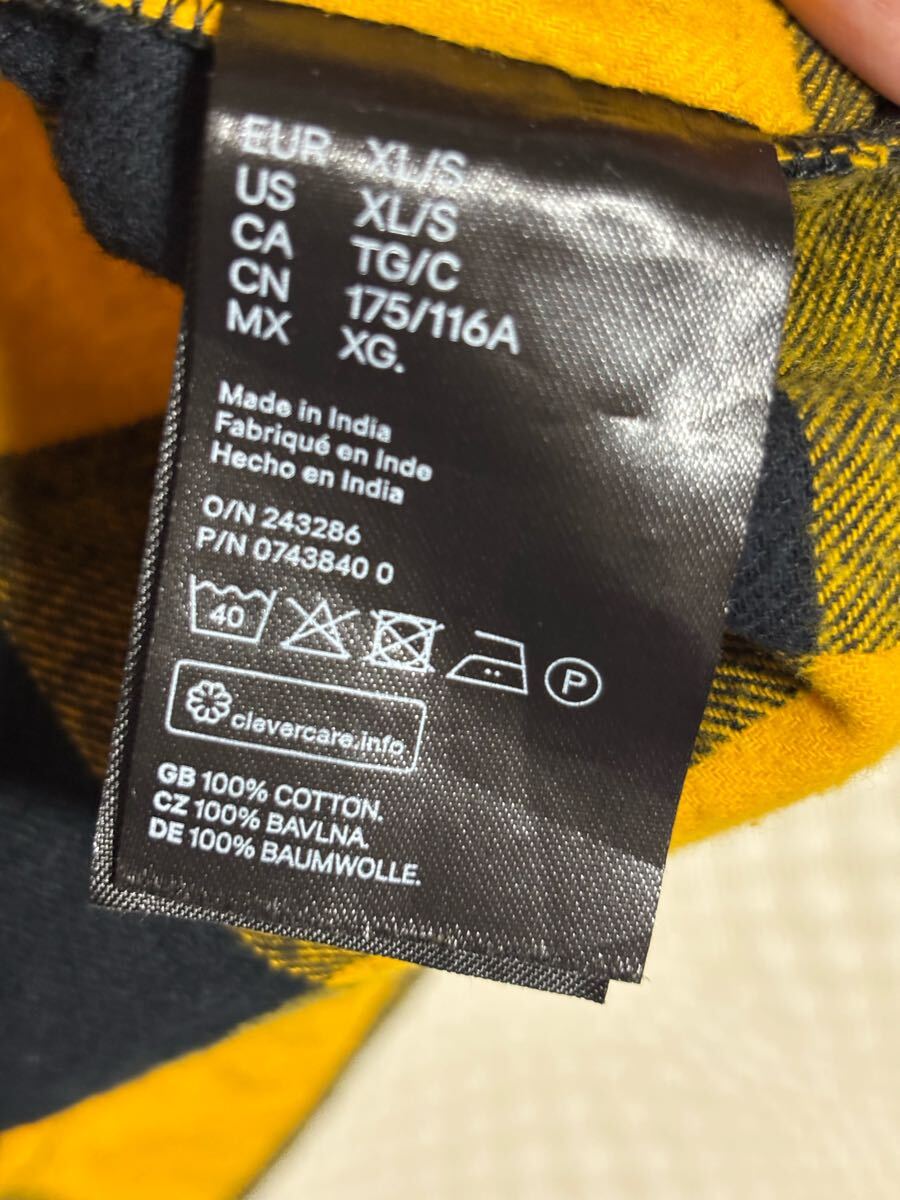 EUR XL/S
US XL/S
CA TG/C
CN 175/116A
MX XG.
Made in India
Fabriqué en Inde
Hecho en India
O/N 243286
P/N 0743840 0
40
P
clevercare.info
GB 100% COTTON.
CZ 100% BAVLNA.
DE 100% BAUMWOLLE.